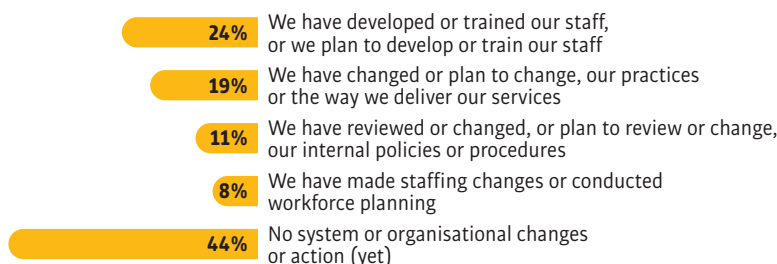 24% We have developed or trained our staff,
or we plan to develop or train our staff
19% We have changed or plan to change, our practices
or the way we deliver our services
11% We have reviewed or changed, or plan to review or change,
our internal policies or procedures
8% We have made staffing changes or conducted
workforce planning
44% No system or organisational changes
or action (yet)